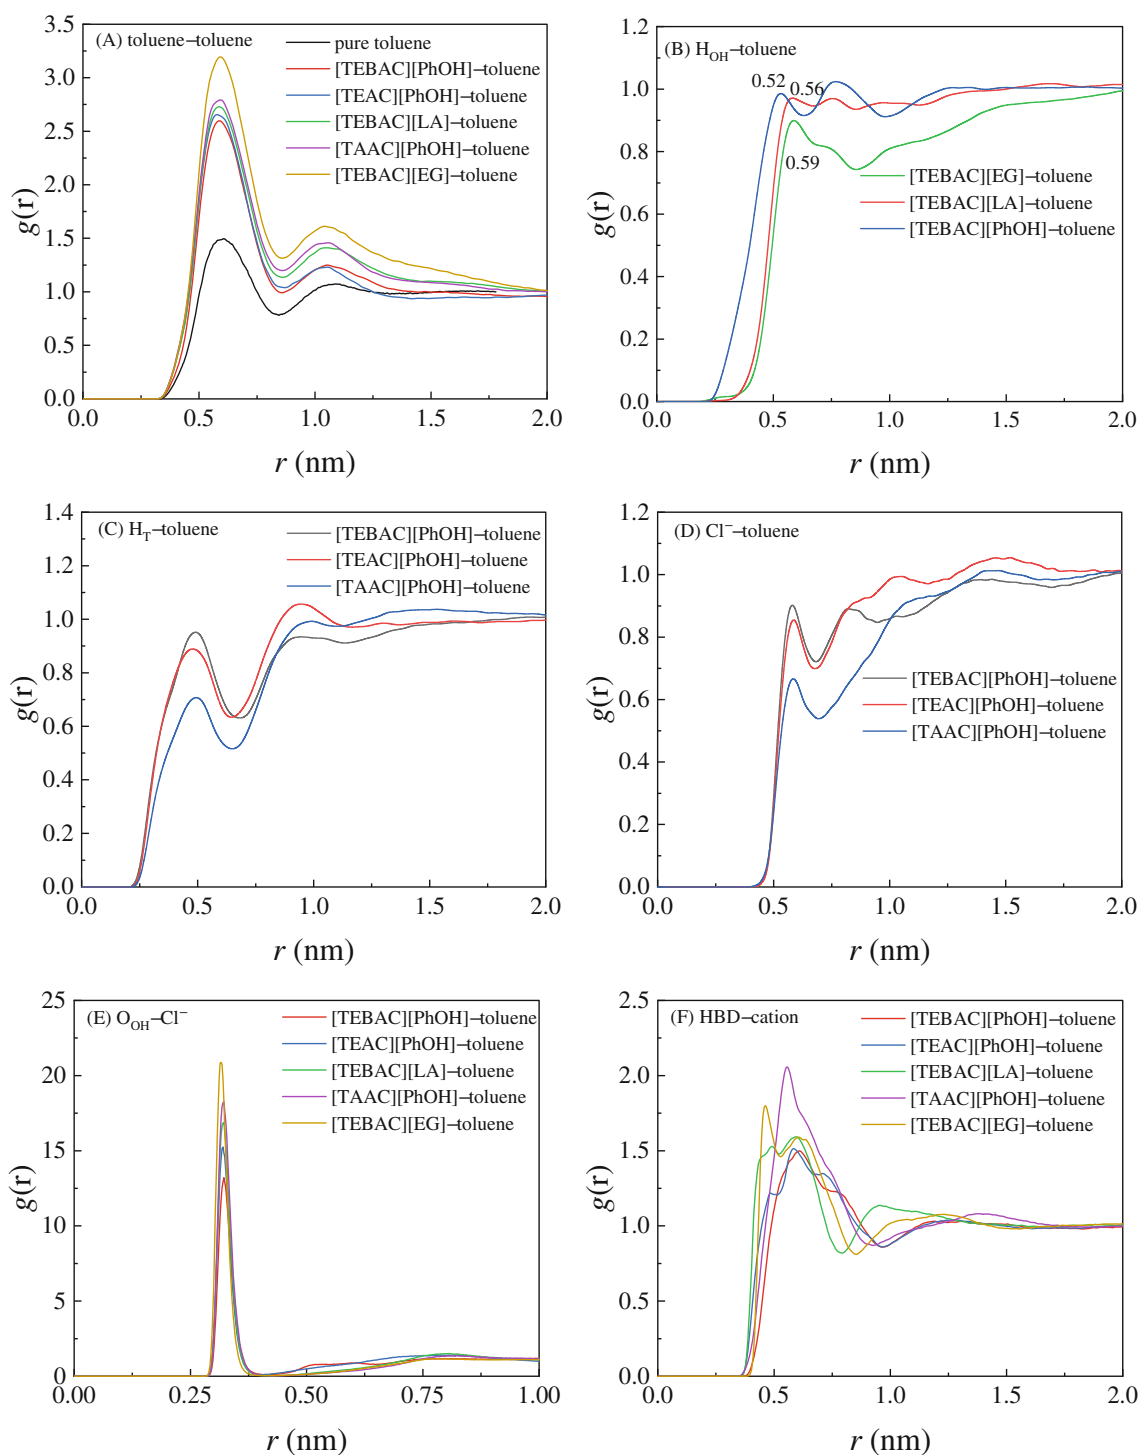 (A) toluene–toluene
pure toluene
[TEBAC][PhOH]–toluene
[TEAC][PhOH]–toluene
[TEBAC][LA]–toluene
[TAAC][PhOH]–toluene
[TEBAC][EG]–toluene
3.5
3.0
2.5
2.0
1.5
1.0
0.5
0.0
g(r)
0.0 0.5 1.0 1.5 2.0
r (nm)
(B) H_OH–toluene
0.52 0.56
0.59
[TEBAC][EG]–toluene
[TEBAC][LA]–toluene
[TEBAC][PhOH]–toluene
1.2
1.0
0.8
0.6
0.4
0.2
0.0
g(r)
0.0 0.5 1.0 1.5 2.0
r (nm)
(C) H_T–toluene
[TEBAC][PhOH]–toluene
[TEAC][PhOH]–toluene
[TAAC][PhOH]–toluene
1.4
1.2
1.0
0.8
0.6
0.4
0.2
0.0
g(r)
0.0 0.5 1.0 1.5 2.0
r (nm)
(D) Cl⁻–toluene
[TEBAC][PhOH]–toluene
[TEAC][PhOH]–toluene
[TAAC][PhOH]–toluene
1.2
1.0
0.8
0.6
0.4
0.2
0.0
g(r)
0.0 0.5 1.0 1.5 2.0
r (nm)
(E) O_OH–Cl⁻
[TEBAC][PhOH]–toluene
[TEAC][PhOH]–toluene
[TEBAC][LA]–toluene
[TAAC][PhOH]–toluene
[TEBAC][EG]–toluene
25
20
15
10
5
0
g(r)
0.00 0.25 0.50 0.75 1.00
r (nm)
(F) HBD–cation
[TEBAC][PhOH]–toluene
[TEAC][PhOH]–toluene
[TEBAC][LA]–toluene
[TAAC][PhOH]–toluene
[TEBAC][EG]–toluene
2.5
2.0
1.5
1.0
0.5
0.0
g(r)
0.0 0.5 1.0 1.5 2.0
r (nm)